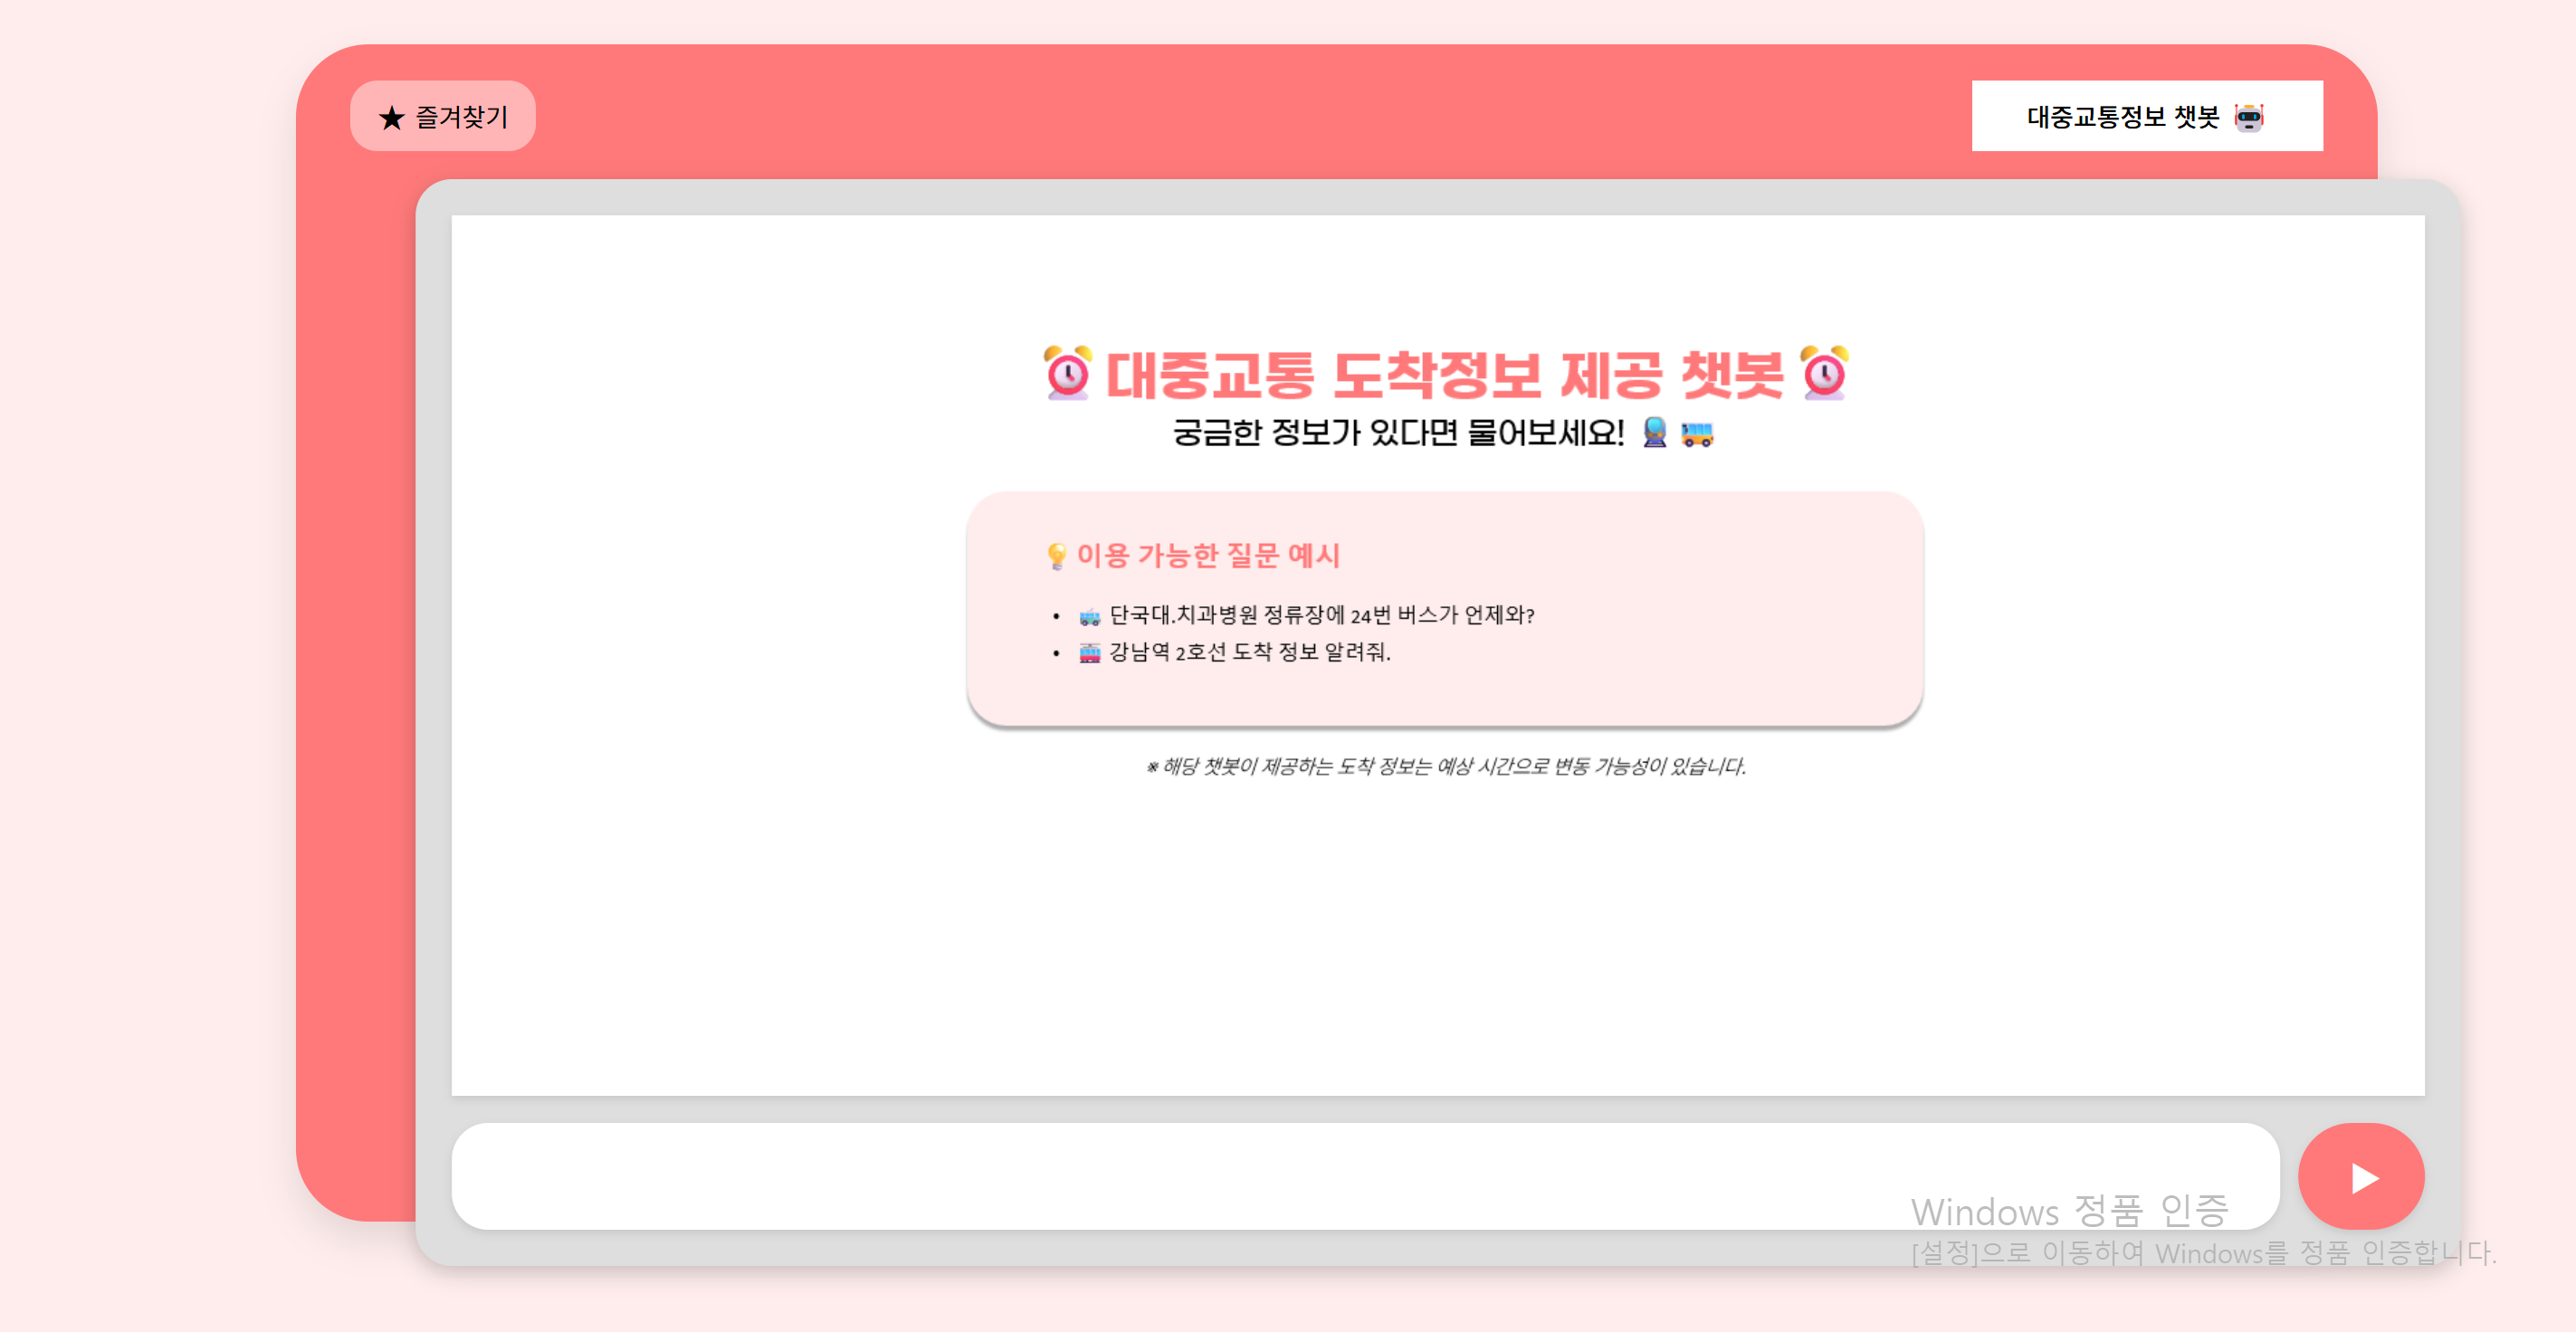 ★ 즐겨찾기
대중교통정보 챗봇
대중교통 도착정보 제공 챗봇
궁금한 정보가 있다면 물어보세요!
이용 가능한 질문 예시
• 단국대.치과병원 정류장에 24번 버스가 언제와?
• 강남역 2호선 도착 정보 알려줘.
※ 해당 챗봇이 제공하는 도착 정보는 예상 시간으로 변동 가능성이 있습니다.
Windows 정품 인증
[설정]으로 이동하여 Windows를 정품 인증합니다.